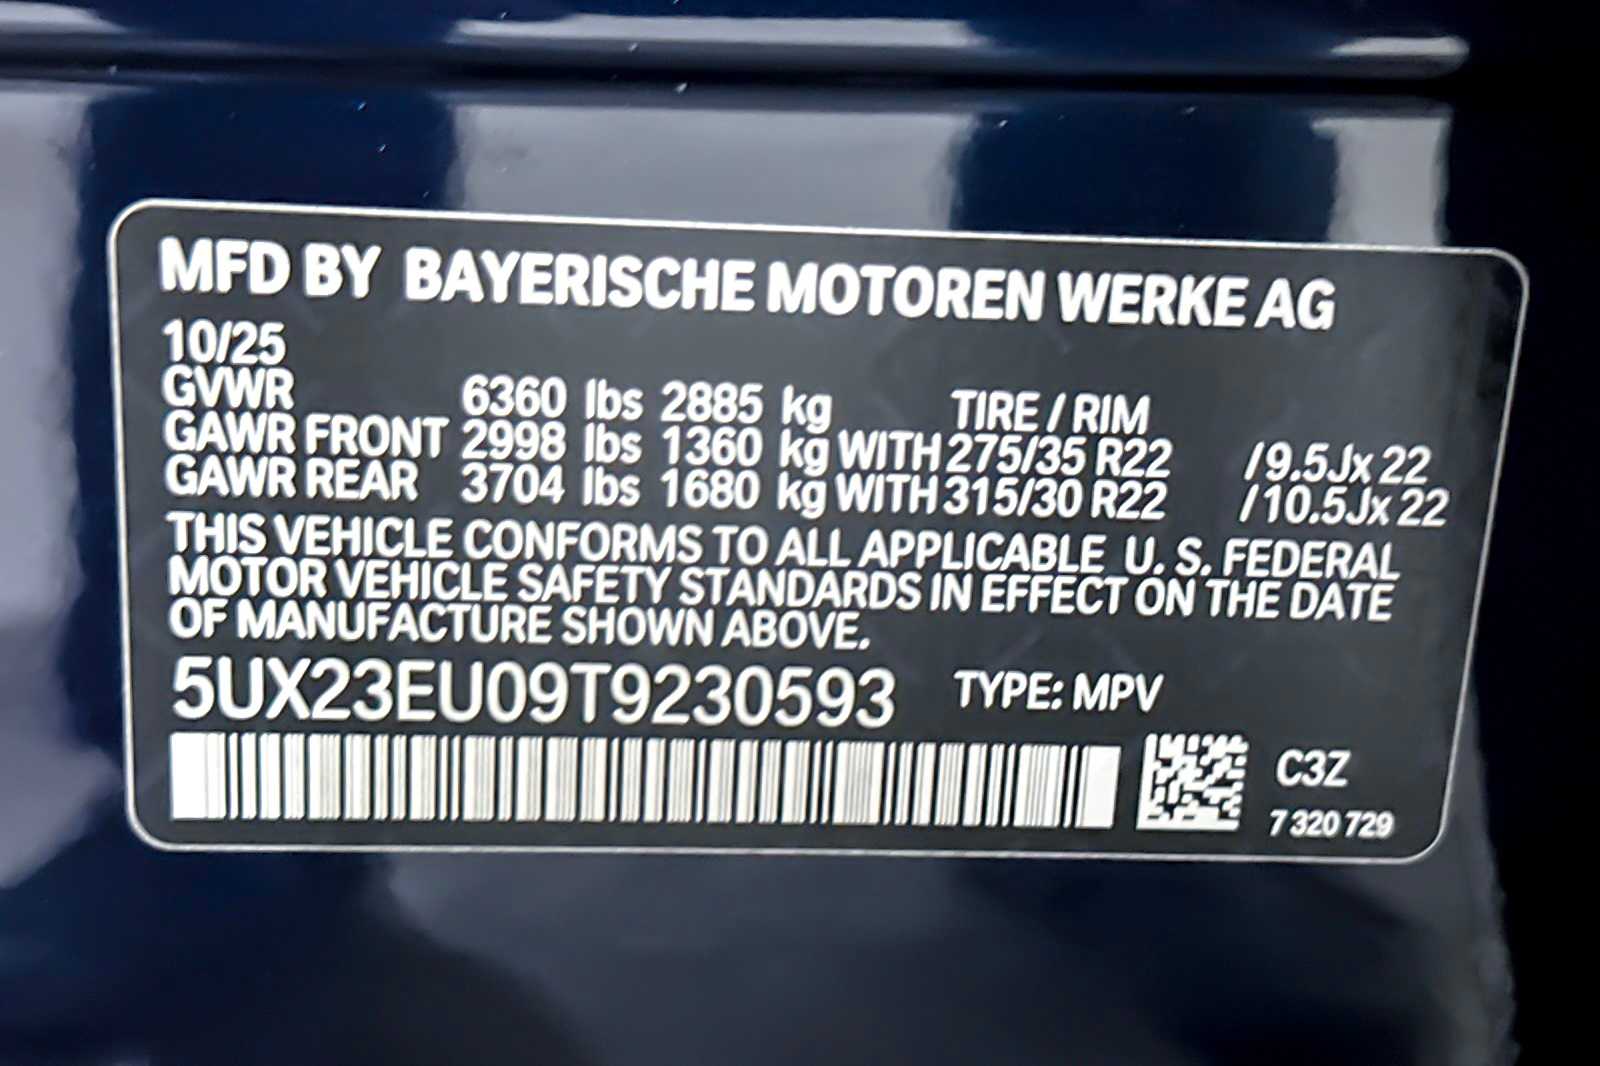 MFD BY BAYERISCHE MOTOREN WERKE AG
10/25
GVWR 6360 lbs 2885 kg TIRE / RIM
GAWR FRONT 2998 lbs 1360 kg WITH 275/35 R22 /9.5Jx 22
GAWR REAR 3704 lbs 1680 kg WITH 315/30 R22 /10.5Jx 22
THIS VEHICLE CONFORMS TO ALL APPLICABLE U. S. FEDERAL
MOTOR VEHICLE SAFETY STANDARDS IN EFFECT ON THE DATE
OF MANUFACTURE SHOWN ABOVE.
5UX23EU09T9230593 TYPE: MPV
C3Z
7 320 729